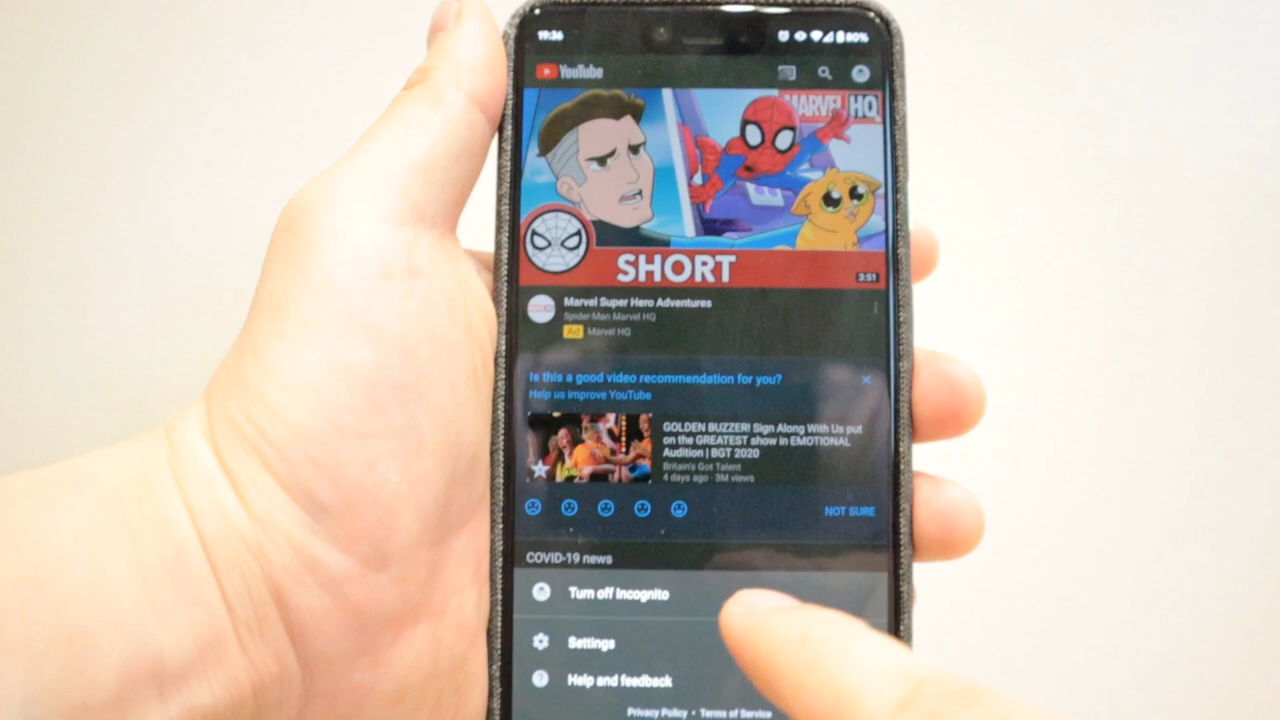 19:36
80%
YouTube
MARVEL HQ
SHORT
3:51
Marvel Super Hero Adventures
Spider-Man Marvel HQ
Ad Marvel HQ
Is this a good video recommendation for you?
Help us improve YouTube
GOLDEN BUZZER! Sign Along With Us put
on the GREATEST show in EMOTIONAL
Audition | BGT 2020
Britain's Got Talent
4 days ago · 3M views
NOT SURE
COVID-19 news
Turn off Incognito
Settings
Help and feedback
Privacy Policy • Terms of Service